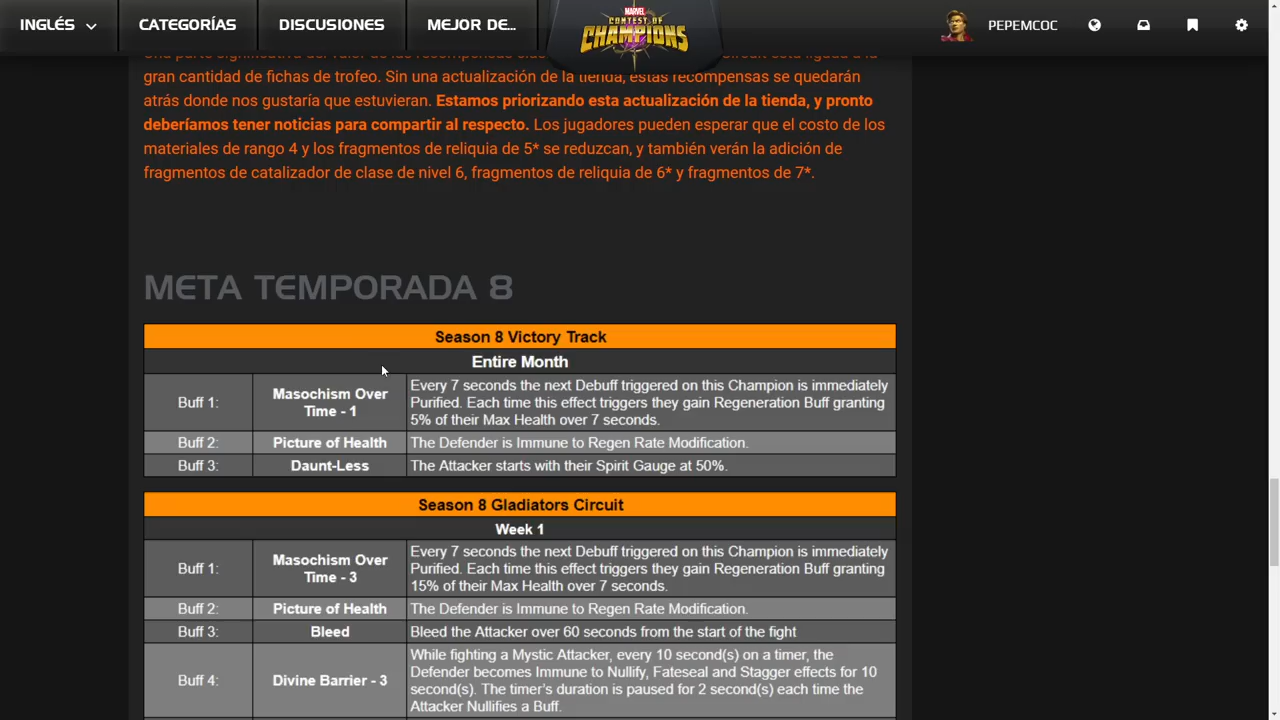 INGLÉS CATEGORÍAS DISCUSIONES MEJOR DE... MARVEL CONTEST OF CHAMPIONS PEPEMCOC
gran cantidad de fichas de trofeo. Sin una actualización de la tienda, estas recompensas se quedarán
atrás donde nos gustaría que estuvieran. Estamos priorizando esta actualización de la tienda, y pronto
deberíamos tener noticias para compartir al respecto. Los jugadores pueden esperar que el costo de los
materiales de rango 4 y los fragmentos de reliquia de 5* se reduzcan, y también verán la adición de
fragmentos de catalizador de clase de nivel 6, fragmentos de reliquia de 6* y fragmentos de 7*.
META TEMPORADA 8
Season 8 Victory Track
Entire Month
Buff 1: Masochism Over Time - 1 Every 7 seconds the next Debuff triggered on this Champion is immediately
Purified. Each time this effect triggers they gain Regeneration Buff granting
5% of their Max Health over 7 seconds.
Buff 2: Picture of Health The Defender is Immune to Regen Rate Modification.
Buff 3: Daunt-Less The Attacker starts with their Spirit Gauge at 50%.
Season 8 Gladiators Circuit
Week 1
Buff 1: Masochism Over Time - 3 Every 7 seconds the next Debuff triggered on this Champion is immediately
Purified. Each time this effect triggers they gain Regeneration Buff granting
15% of their Max Health over 7 seconds.
Buff 2: Picture of Health The Defender is Immune to Regen Rate Modification.
Buff 3: Bleed Bleed the Attacker over 60 seconds from the start of the fight
Buff 4: Divine Barrier - 3 While fighting a Mystic Attacker, every 10 second(s) on a timer, the
Defender becomes Immune to Nullify, Fateseal and Stagger effects for 10
second(s). The timer's duration is paused for 2 second(s) each time the
Attacker Nullifies a Buff.